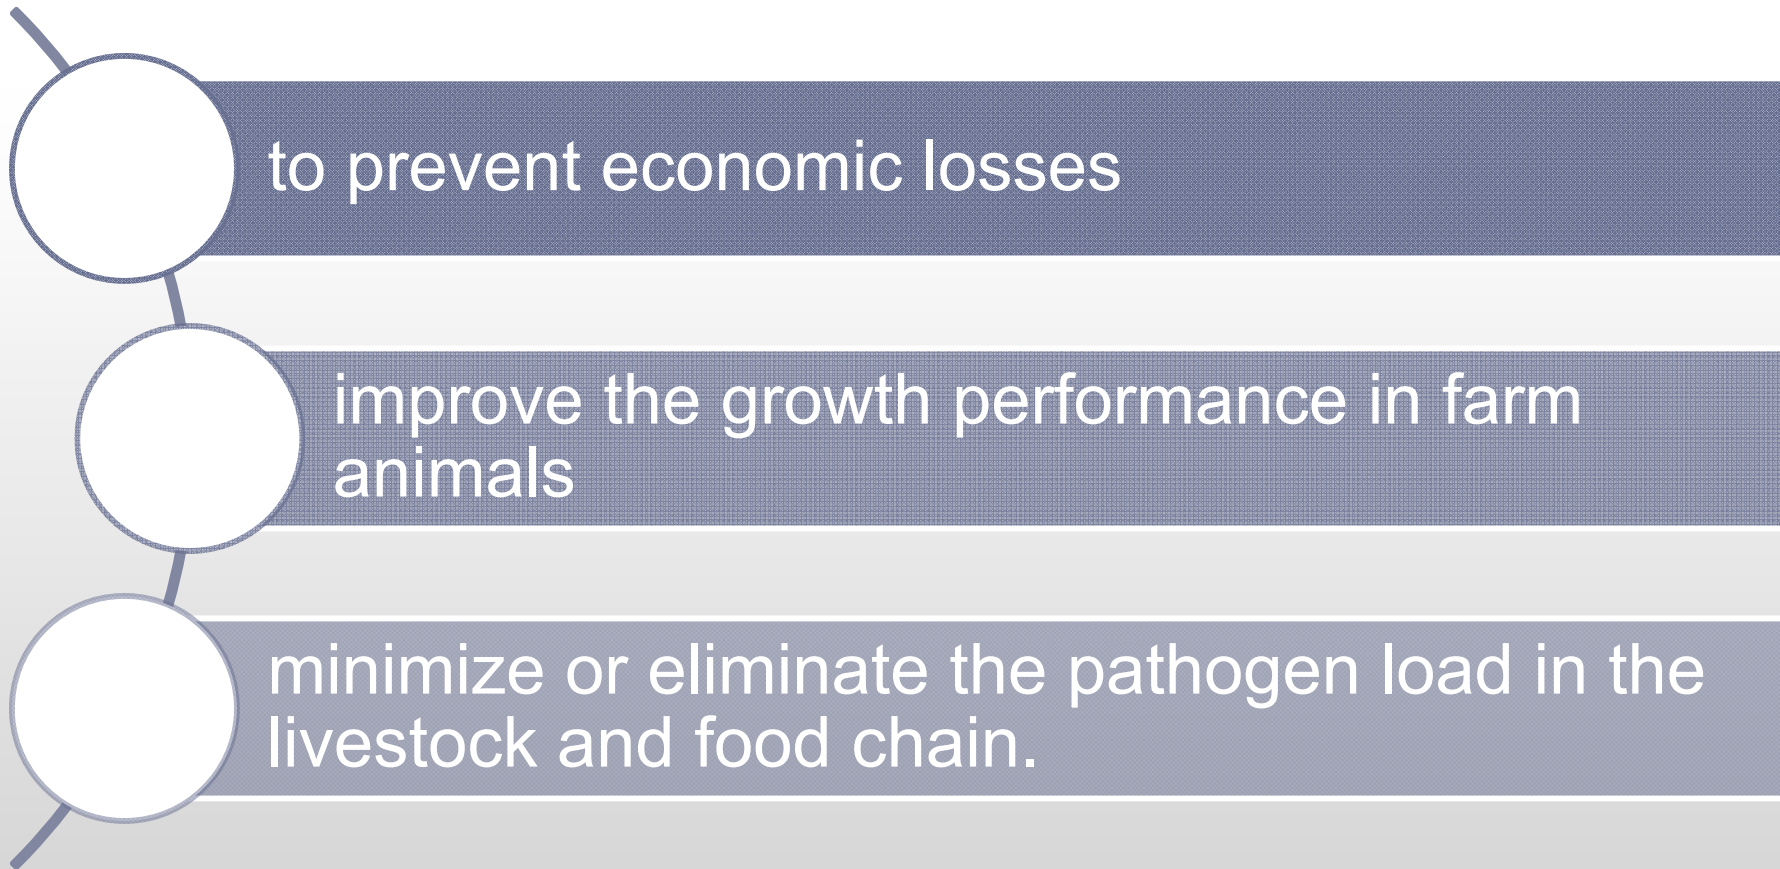 to prevent economic losses
improve the growth performance in farm
animals
minimize or eliminate the pathogen load in the
livestock and food chain.